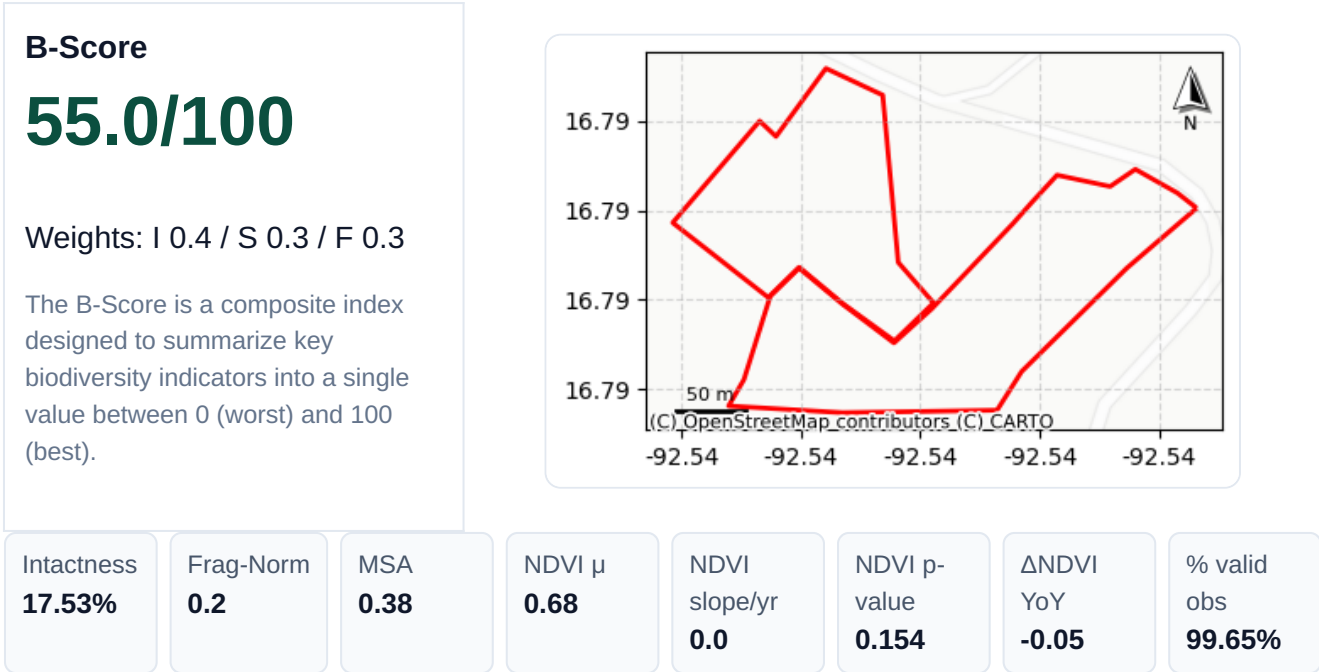 B-Score
55.0/100
Weights: I 0.4 / S 0.3 / F 0.3
The B-Score is a composite index
designed to summarize key
biodiversity indicators into a single
value between 0 (worst) and 100
(best).
16.79
16.79
16.79
16.79
N
50 m
(C) OpenStreetMap contributors (C) CARTO
-92.54
-92.54
-92.54
-92.54
-92.54
Intactness
17.53%
Frag-Norm
0.2
MSA
0.38
NDVI μ
0.68
NDVI
slope/yr
0.0
NDVI p-
value
0.154
ΔNDVI
YoY
-0.05
% valid
obs
99.65%